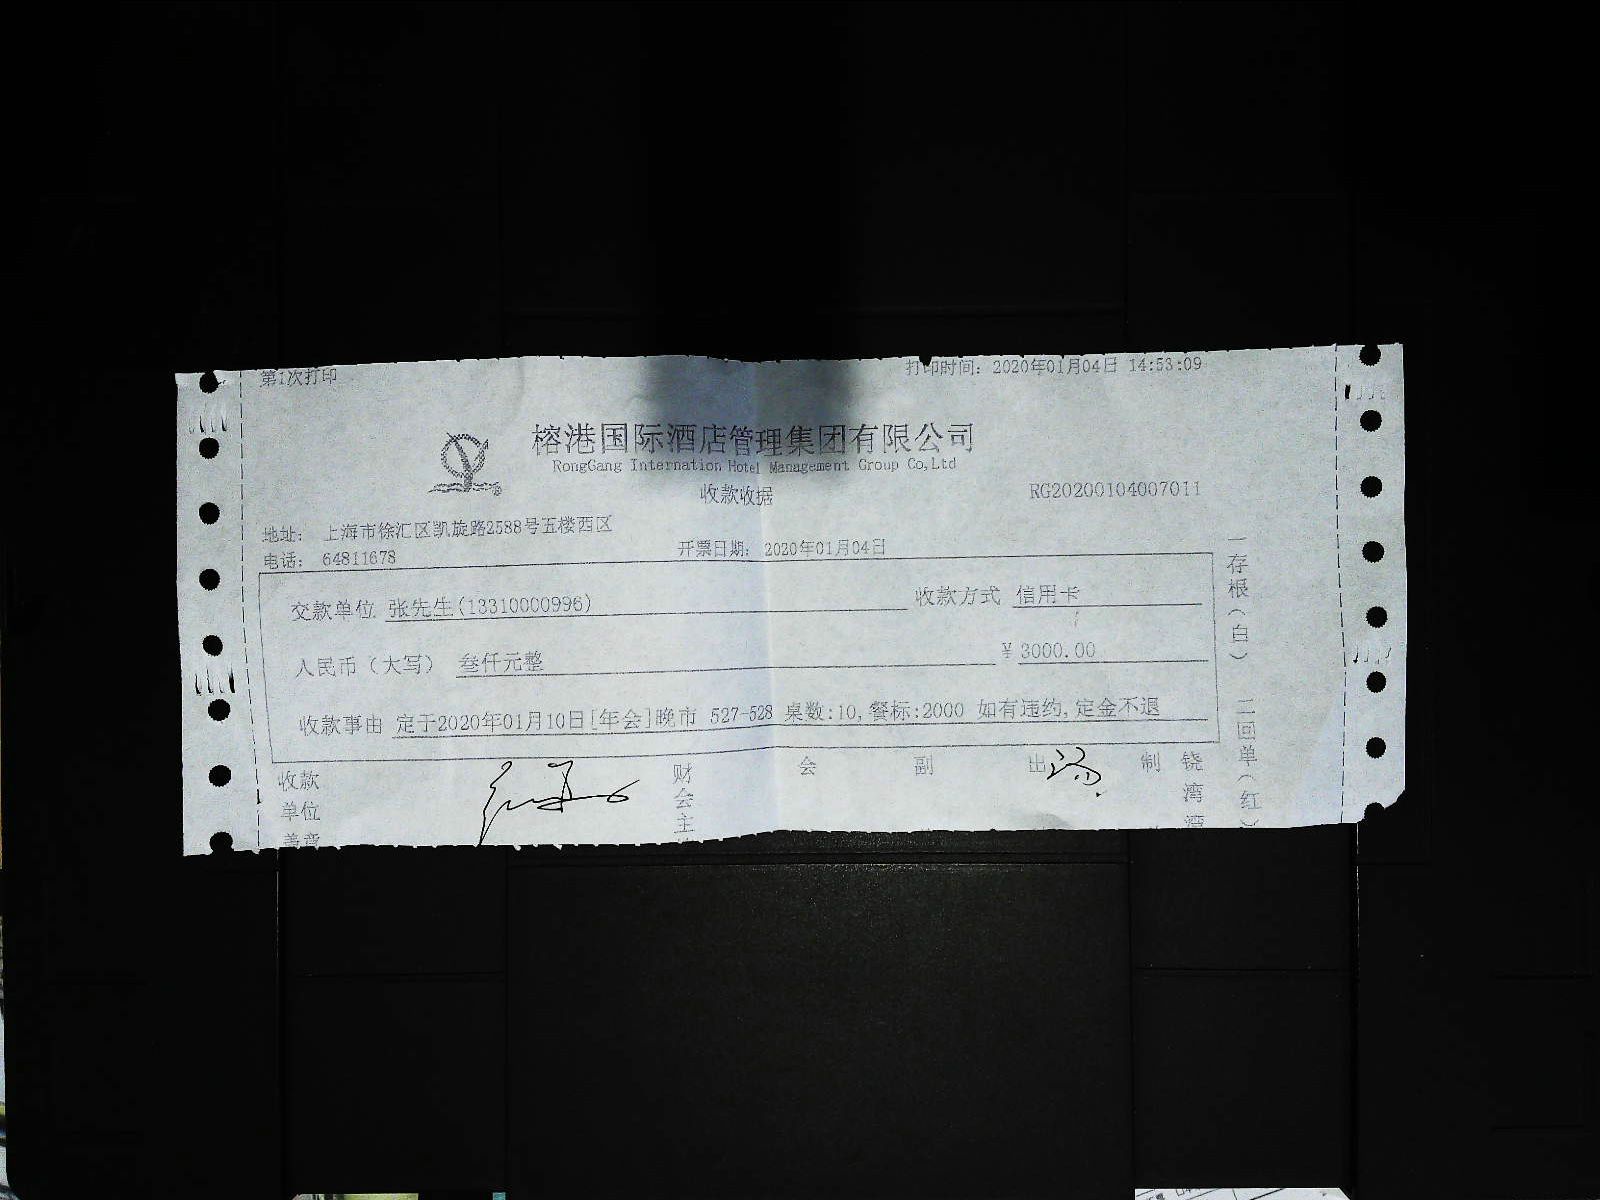 第1次打印
打印时间: 2020年01月04日 14:53:09
榕港国际酒店管理集团有限公司
RongGang Internation Hotel Management Group Co,Ltd
收款收据
RG20200104007011
地址: 上海市徐汇区凯旋路2588号五楼西区
电话: 64811678
开票日期: 2020年01月04日
交款单位 张先生(13310000996)
收款方式 信用卡
人民币（大写） 叁仟元整
¥ 3000.00
收款事由 定于2020年01月10日[年会]晚市 527-528 桌数:10,餐标:2000 如有违约,定金不退
一存根（白） 二回单（红）
收款单位盖章
财会主
会
副
出
制
饶湾湾